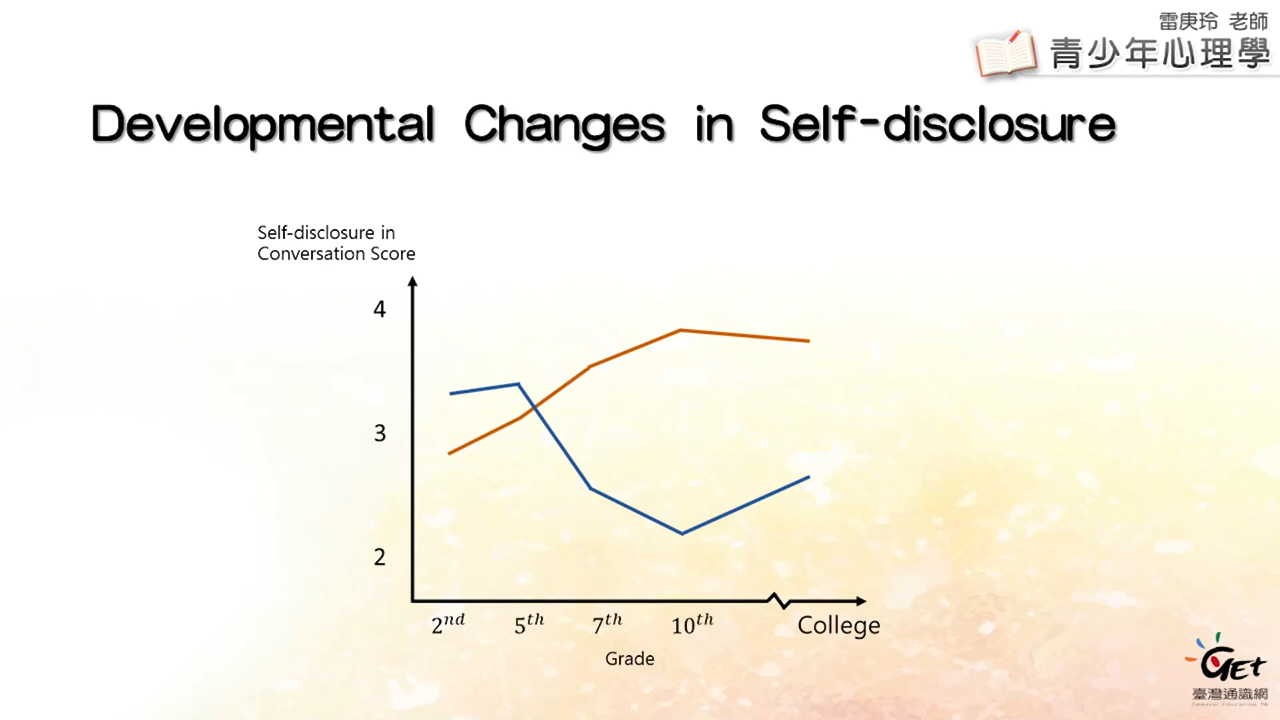 雷庚玲 老師
青少年心理學
Developmental Changes in Self-disclosure
Self-disclosure in
Conversation Score
4
3
2
2nd 5th 7th 10th College
Grade
GET
臺灣通識網